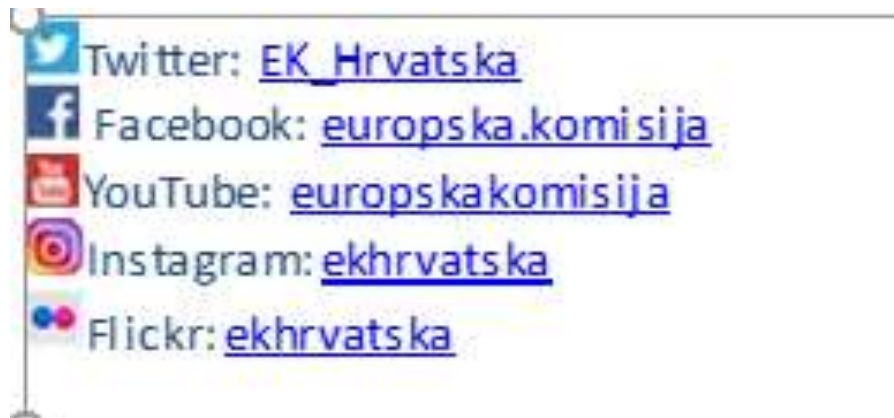 Twitter: EK_Hrvatska
Facebook: europska.komisija
YouTube: europskakomisija
Instagram: ekhrvatska
Flickr: ekhrvatska